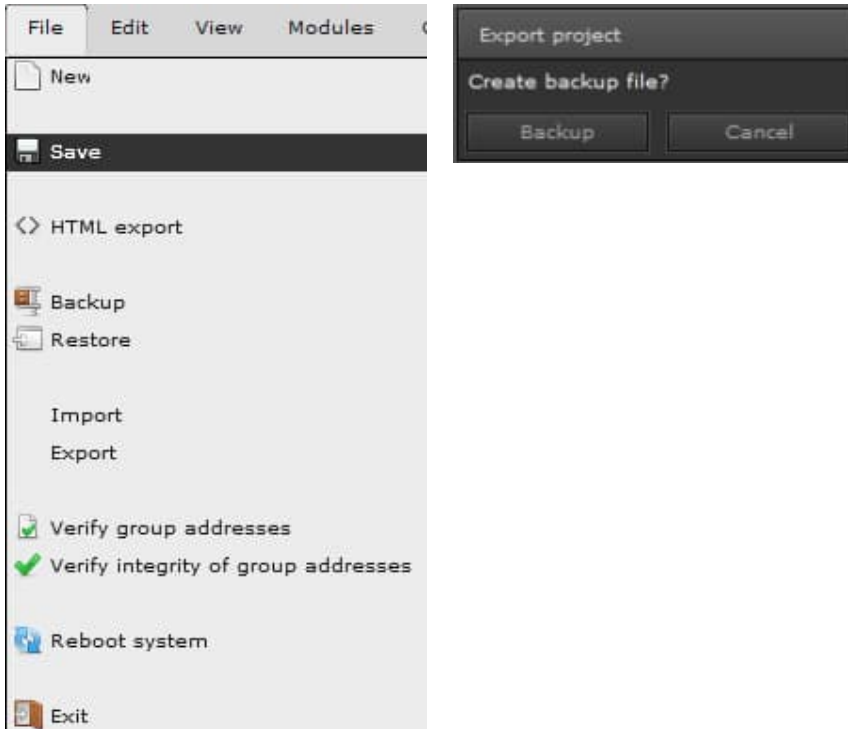 File Edit View Modules
New
Save
HTML export
Backup
Restore
Import
Export
Verify group addresses
Verify integrity of group addresses
Reboot system
Exit
Export project
Create backup file?
Backup Cancel